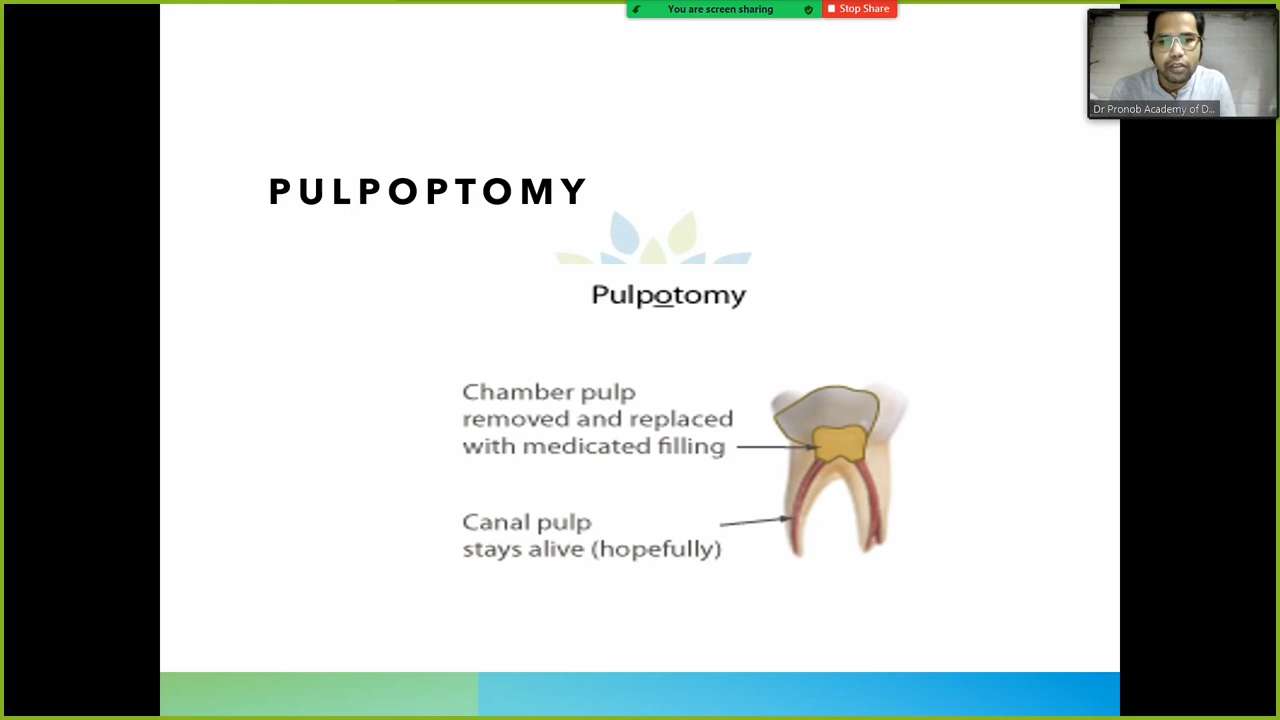 You are screen sharing
Stop Share
Dr Pronob Academy of D...
PULPOPTOMY
Pulpotomy
Chamber pulp
removed and replaced
with medicated filling
Canal pulp
stays alive (hopefully)